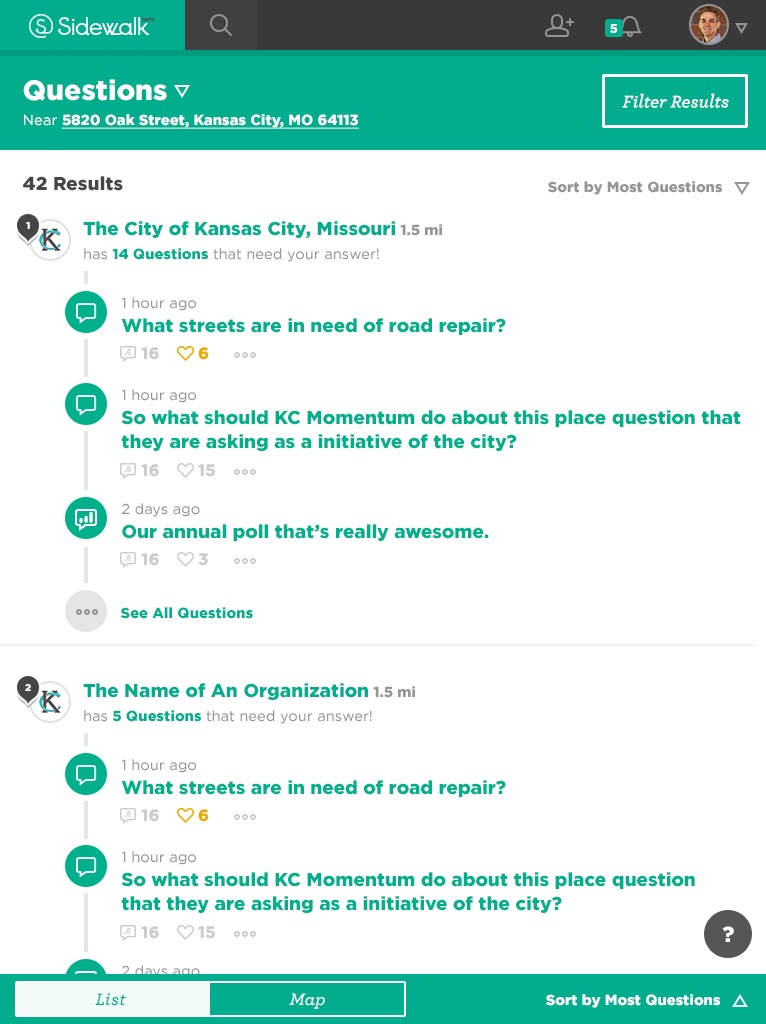 Sidewalk beta
5
Questions
Near 5820 Oak Street, Kansas City, MO 64113
Filter Results
42 Results
Sort by Most Questions
1
KC
The City of Kansas City, Missouri 1.5 mi
has 14 Questions that need your answer!
1 hour ago
What streets are in need of road repair?
A 16 6
1 hour ago
So what should KC Momentum do about this place question that
they are asking as a initiative of the city?
A 16 15
2 days ago
Our annual poll that’s really awesome.
A 16 3
See All Questions
2
KC
The Name of An Organization 1.5 mi
has 5 Questions that need your answer!
1 hour ago
What streets are in need of road repair?
A 16 6
1 hour ago
So what should KC Momentum do about this place question
that they are asking as a initiative of the city?
A 16 15
?
2 days ago
List
Map
Sort by Most Questions